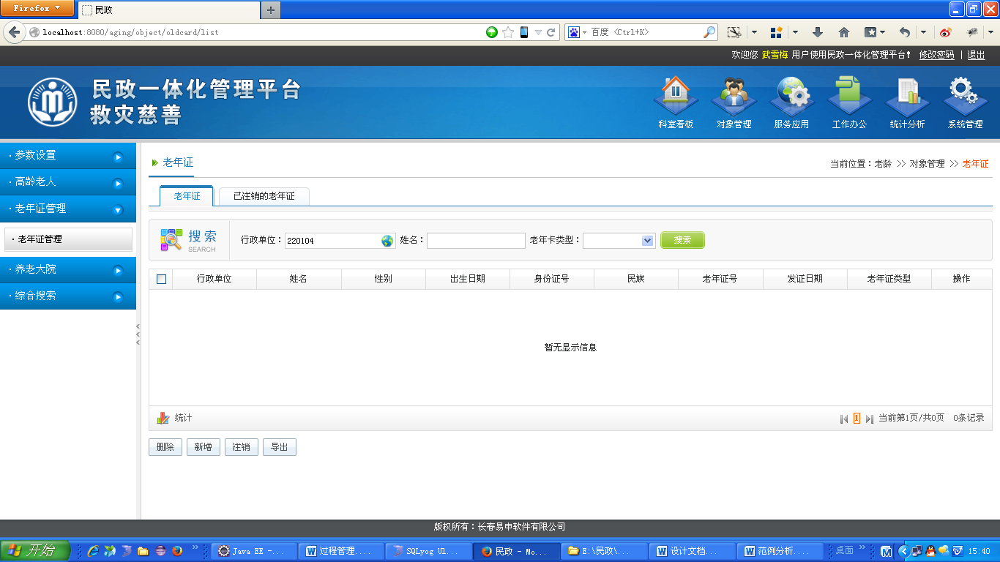 Firefox
民政
localhost:8080/aging/object/oldcard/list
百度 <Ctrl+K>
欢迎您 武雪梅 用户使用民政一体化管理平台! 修改密码 | 退出
民政一体化管理平台
救灾慈善
科室看板 对象管理 服务应用 工作办公 统计分析 系统管理
· 参数设置
· 高龄老人
· 老年证管理
· 老年证管理
· 养老大院
· 综合搜索
老年证
当前位置：老龄 >> 对象管理 >> 老年证
老年证 已注销的老年证
搜索
SEARCH
行政单位： 220104 姓名： 老年卡类型： 搜索
行政单位 姓名 性别 出生日期 身份证号 民族 老年证号 发证日期 老年证类型 操作
暂无显示信息
统计
1 当前第1页/共0页 0条记录
删除 新增 注销 导出
版权所有：长春易申软件有限公司
开始
Java EE -...
过程管理....
SQLyog Ul...
民政 - Mo...
E:\民政\...
设计文档...
范例分析....
桌面
15:40